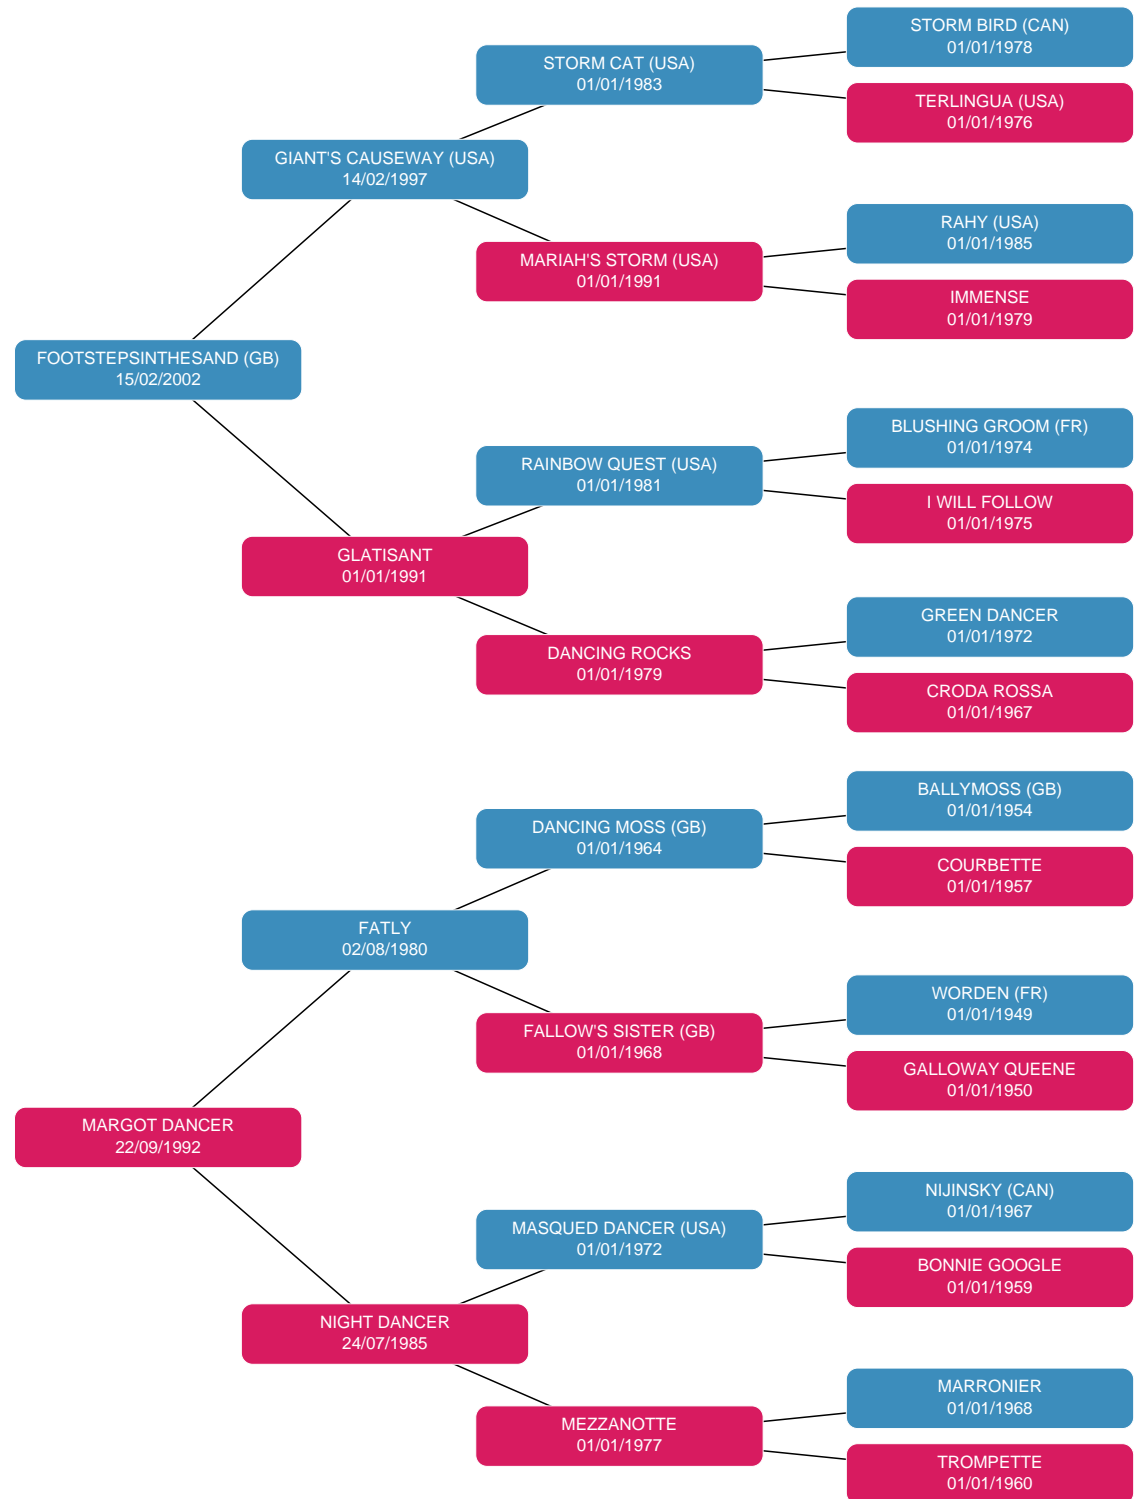 STORM BIRD (CAN)
01/01/1978
STORM CAT (USA)
01/01/1983
TERLINGUA (USA)
01/01/1976
GIANT'S CAUSEWAY (USA)
14/02/1997
RAHY (USA)
01/01/1985
MARIAH'S STORM (USA)
01/01/1991
IMMENSE
01/01/1979
FOOTSTEPSINTHESAND (GB)
15/02/2002
BLUSHING GROOM (FR)
01/01/1974
RAINBOW QUEST (USA)
01/01/1981
I WILL FOLLOW
01/01/1975
GLATISANT
01/01/1991
GREEN DANCER
01/01/1972
DANCING ROCKS
01/01/1979
CRODA ROSSA
01/01/1967
BALLYMOSS (GB)
01/01/1954
DANCING MOSS (GB)
01/01/1964
COURBETTE
01/01/1957
FATLY
02/08/1980
WORDEN (FR)
01/01/1949
FALLOW'S SISTER (GB)
01/01/1968
GALLOWAY QUEENE
01/01/1950
MARGOT DANCER
22/09/1992
NIJINSKY (CAN)
01/01/1967
MASQUED DANCER (USA)
01/01/1972
BONNIE GOOGLE
01/01/1959
NIGHT DANCER
24/07/1985
MARRONIER
01/01/1968
MEZZANOTTE
01/01/1977
TROMPETTE
01/01/1960